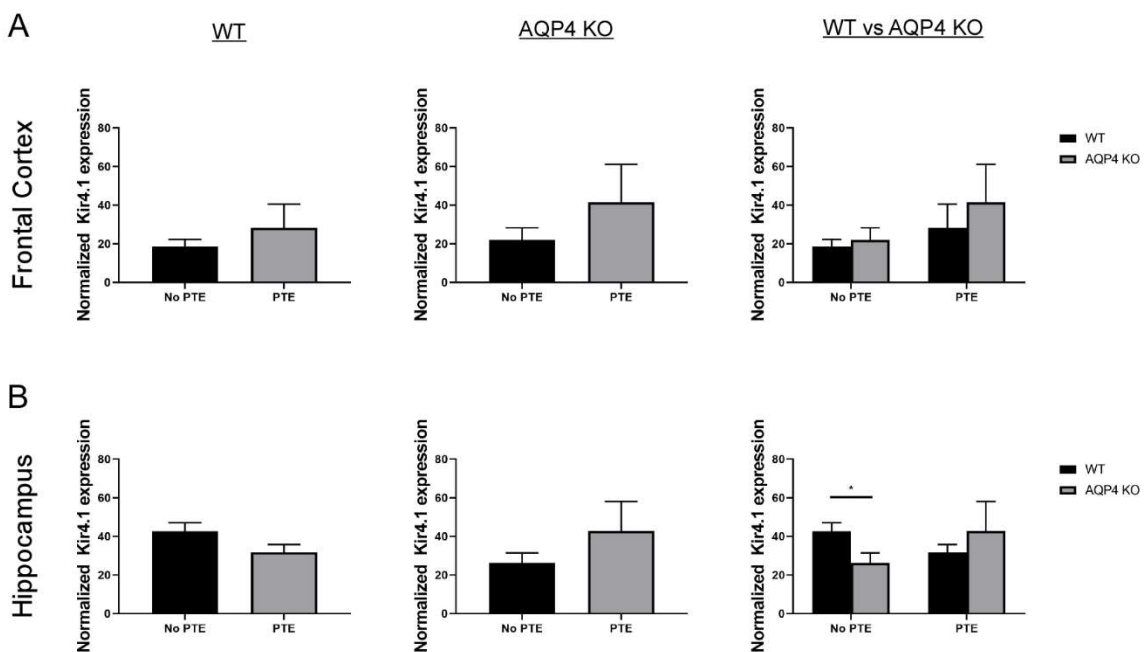 A
WT
AQP4 KO
WT vs AQP4 KO
Frontal Cortex
Normalized Kir4.1 expression
80
60
40
20
0
No PTE
PTE
Normalized Kir4.1 expression
80
60
40
20
0
No PTE
PTE
Normalized Kir4.1 expression
80
60
40
20
0
No PTE
PTE
WT
AQP4 KO
B
Hippocampus
Normalized Kir4.1 expression
80
60
40
20
0
No PTE
PTE
Normalized Kir4.1 expression
80
60
40
20
0
No PTE
PTE
Normalized Kir4.1 expression
80
60
40
20
0
*
No PTE
PTE
WT
AQP4 KO